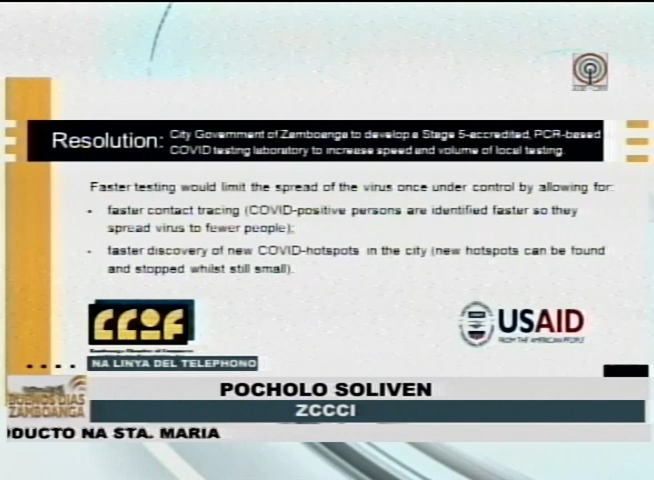 Resolution: City Government of Zamboanga to develop a Stage 5-accredited, PCR-based
COVID testing laboratory to increase speed and volume of local testing.
Faster testing would limit the spread of the virus once under control by allowing for:
- faster contact tracing (COVID-positive persons are identified faster so they
spread virus to fewer people);
- faster discovery of new COVID-hotspots in the city (new hotspots can be found
and stopped whilst still small).
USAID
FROM THE AMERICAN PEOPLE
NA LINYA DEL TELEPHONO
POCHOLO SOLIVEN
ZCCCI
BUENOS DIAS
ZAMBOANGA
DUCTO NA STA. MARIA